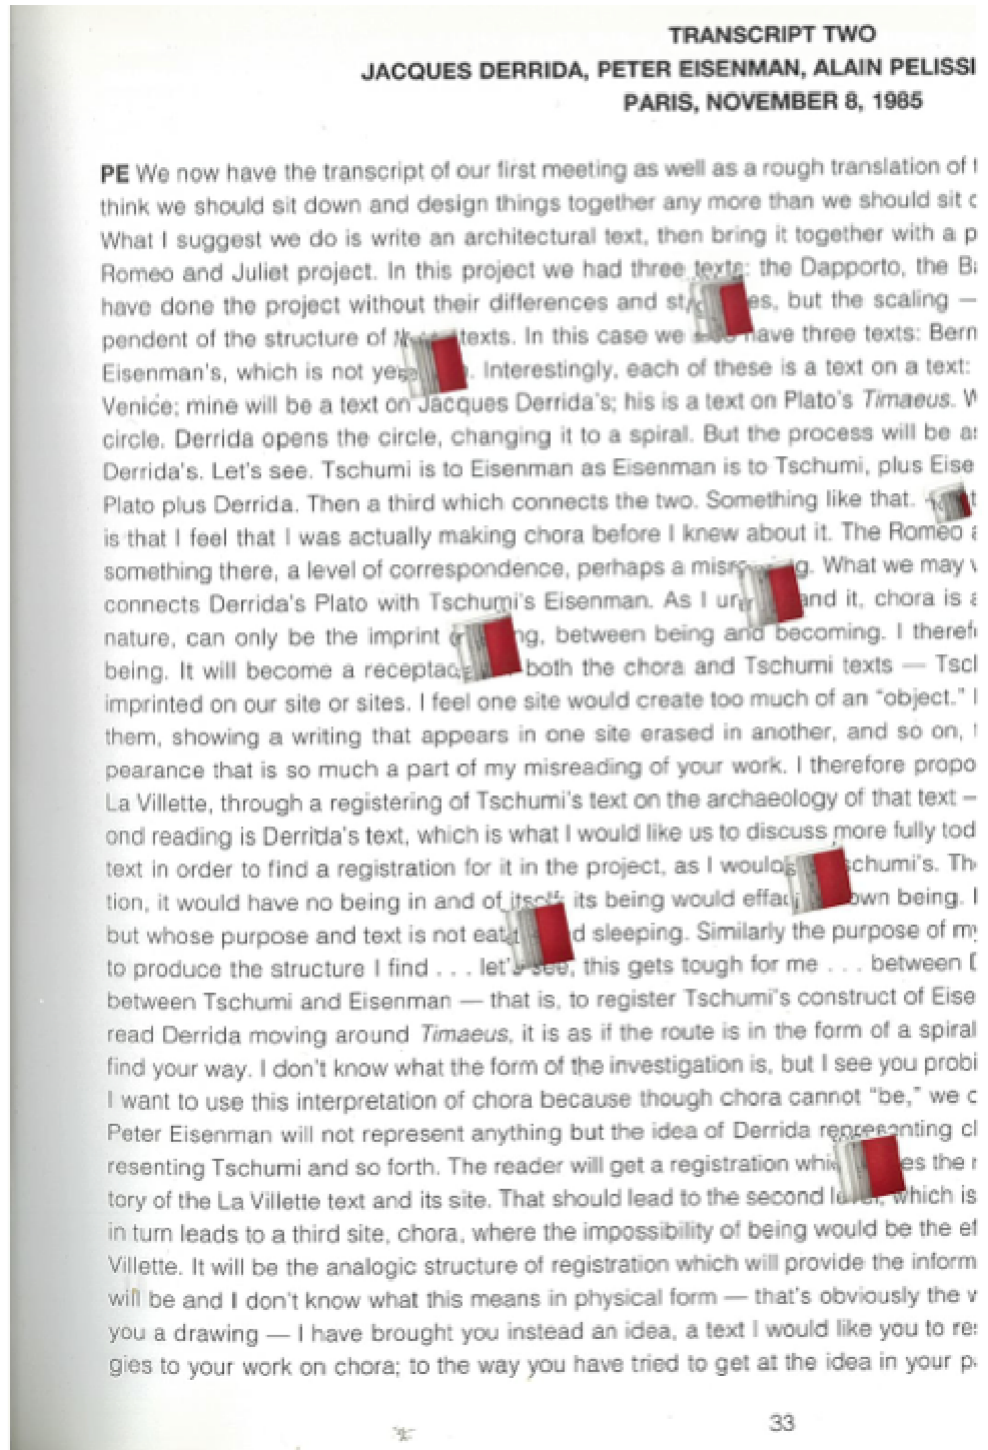 TRANSCRIPT TWO
JACQUES DERRIDA, PETER EISENMAN, ALAIN PELISSI
PARIS, NOVEMBER 8, 1985
PE We now have the transcript of our first meeting as well as a rough translation of
think we should sit down and design things together any more than we should sit
What I suggest we do is write an architectural text, then bring it together with a p
Romeo and Juliet project. In this project we had three texts: the Dapporto, the
have done the project without their differences and es, but the scaling —
pendent of the structure of texts. In this case we have three texts: Bern
Eisenman's, which is not . Interestingly, each of these is a text on a text:
Venice; mine will be a text on Jacques Derrida's; his is a text on Plato's Timaeus.
circle. Derrida opens the circle, changing it to a spiral. But the process will be
Derrida's. Let's see. Tschumi is to Eisenman as Eisenman is to Tschumi, plus Eise
Plato plus Derrida. Then a third which connects the two. Something like that.
is that I feel that I was actually making chora before I knew about it. The Romeo
something there, a level of correspondence, perhaps a g. What we may
connects Derrida's Plato with Tschumi's Eisenman. As I and it, chora is
nature, can only be the imprint ng, between being and becoming. I theref
being. It will become a receptac both the chora and Tschumi texts — Tscl
imprinted on our site or sites. I feel one site would create too much of an "object."
them, showing a writing that appears in one site erased in another, and so on,
pearance that is so much a part of my misreading of your work. I therefore propo
La Villette, through a registering of Tschumi's text on the archaeology of that text –
ond reading is Derrida's text, which is what I would like us to discuss more fully tod
text in order to find a registration for it in the project, as I would schumi's. Th
tion, it would have no being in and of itself; its being would effac own being. I
but whose purpose and text is not eat d sleeping. Similarly the purpose of my
to produce the structure I find . . . let's see, this gets tough for me . . . between
between Tschumi and Eisenman — that is, to register Tschumi's construct of Eise
read Derrida moving around Timaeus, it is as if the route is in the form of a spiral
find your way. I don't know what the form of the investigation is, but I see you
I want to use this interpretation of chora because though chora cannot "be," we
Peter Eisenman will not represent anything but the idea of Derrida representing
resenting Tschumi and so forth. The reader will get a registration whi es the
tory of the La Villette text and its site. That should lead to the second level, which is
in turn leads to a third site, chora, where the impossibility of being would be the ef
Villette. It will be the analogic structure of registration which will provide the inform
will be and I don't know what this means in physical form — that's obviously the
you a drawing — I have brought you instead an idea, a text I would like you to
gies to your work on chora; to the way you have tried to get at the idea in your
33